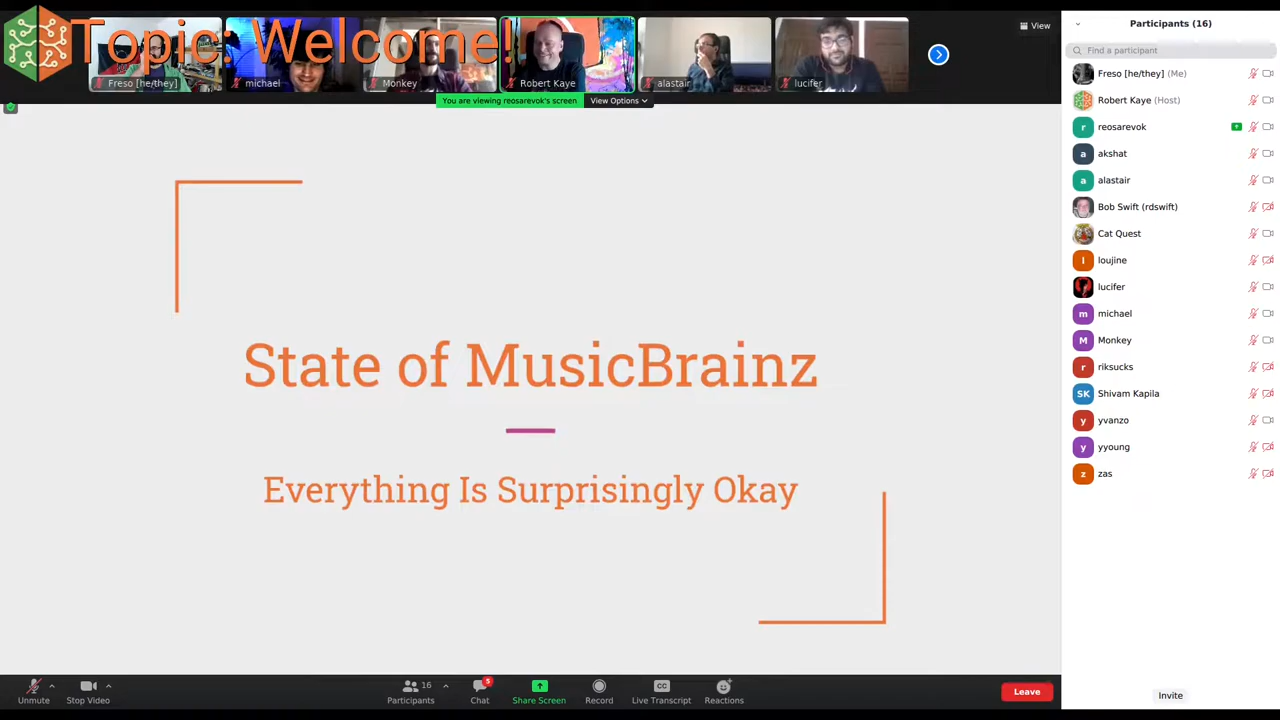 Topic: Welcome!
Freso [he/they]
michael
Monkey
Robert Kaye
alastair
lucifer
View
You are viewing reosarevok's screen
View Options
State of MusicBrainz
Everything Is Surprisingly Okay
Participants (16)
Find a participant
Freso [he/they] (Me)
Robert Kaye (Host)
r
reosarevok
a
akshat
a
alastair
Bob Swift (rdswift)
Cat Quest
l
loujine
lucifer
m
michael
M
Monkey
r
riksucks
SK
Shivam Kapila
y
yvanzo
y
yyoung
z
zas
Invite
Unmute
Stop Video
16
Participants
5
Chat
Share Screen
Record
CC
Live Transcript
Reactions
Leave